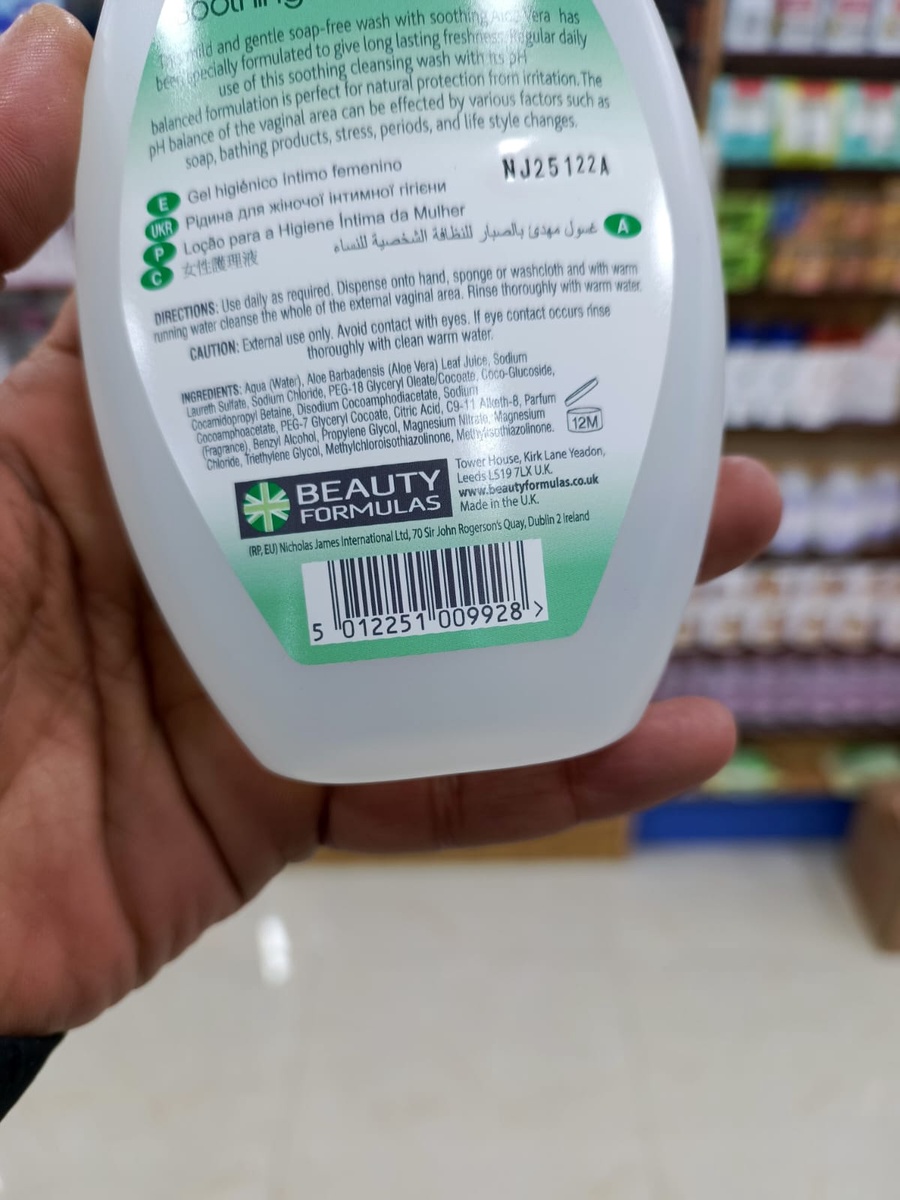 soothing
This mild and gentle soap-free wash with soothing Aloe Vera has
been specially formulated to give long lasting freshness. Regular daily
use of this soothing cleansing wash with its pH
balanced formulation is perfect for natural protection from irritation. The
pH balance of the vaginal area can be effected by various factors such as
soap, bathing products, stress, periods, and life style changes.
NJ25122A
E Gel higiénico Intimo femenino
UKR Рідина для жіночої інтимної гігієни
P Loção para a Higiene Íntima da Mulher
غسول مهدئ بالصبار للنظافة الشخصية للنساء A
C 女性護理液
DIRECTIONS: Use daily as required. Dispense onto hand, sponge or washcloth and with warm
running water cleanse the whole of the external vaginal area. Rinse thoroughly with warm water.
CAUTION: External use only. Avoid contact with eyes. If eye contact occurs rinse
thoroughly with clean warm water.
INGREDIENTS: Aqua (Water), Aloe Barbadensis (Aloe Vera) Leaf Juice, Sodium
Laureth Sulfate, Sodium Chloride, PEG-18 Glyceryl Oleate/Cocoate, Coco-Glucoside,
Cocamidopropyl Betaine, Disodium Cocoamphodiacetate, Sodium
Cocoamphoacetate, PEG-7 Glyceryl Cocoate, Citric Acid, C9-11 Alketh-8, Parfum
(Fragrance), Benzyl Alcohol, Propylene Glycol, Magnesium Nitrate, Magnesium
Chloride, Triethylene Glycol, Methylchloroisothiazolinone, Methylisothiazolinone.
12M
BEAUTY
FORMULAS
Tower House, Kirk Lane Yeadon,
Leeds LS19 7LX U.K.
www.beautyformulas.co.uk
Made in the U.K.
(RP, EU) Nicholas James International Ltd, 70 Sir John Rogerson's Quay, Dublin 2 Ireland
5 012251 009928 >